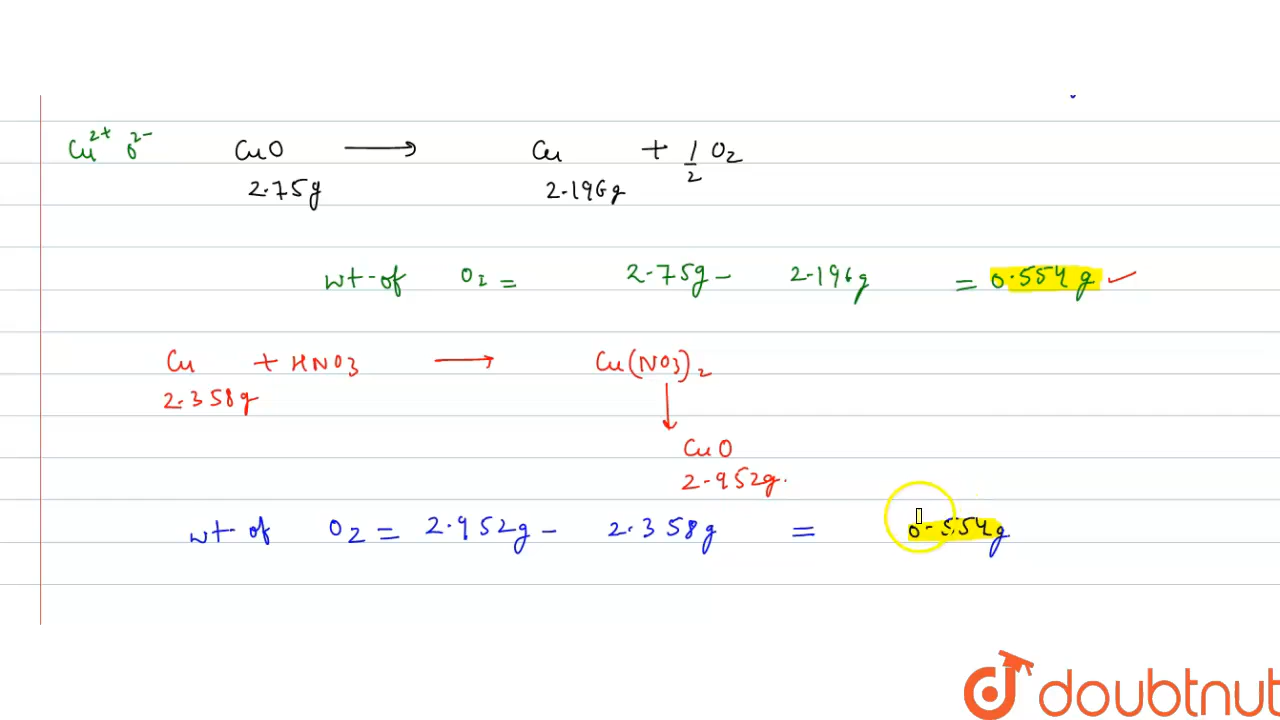 Cu²⁺ O²⁻ CuO ⟶ Cu + 1/2 O₂
2.75g 2.196g
wt. of O₂ = 2.75g - 2.196g = 0.554g ✓
Cu + HNO₃ ⟶ Cu(NO₃)₂
2.358g ↓
CuO
2.952g.
wt. of O₂ = 2.952g - 2.358g = 0.554g
doubtnut